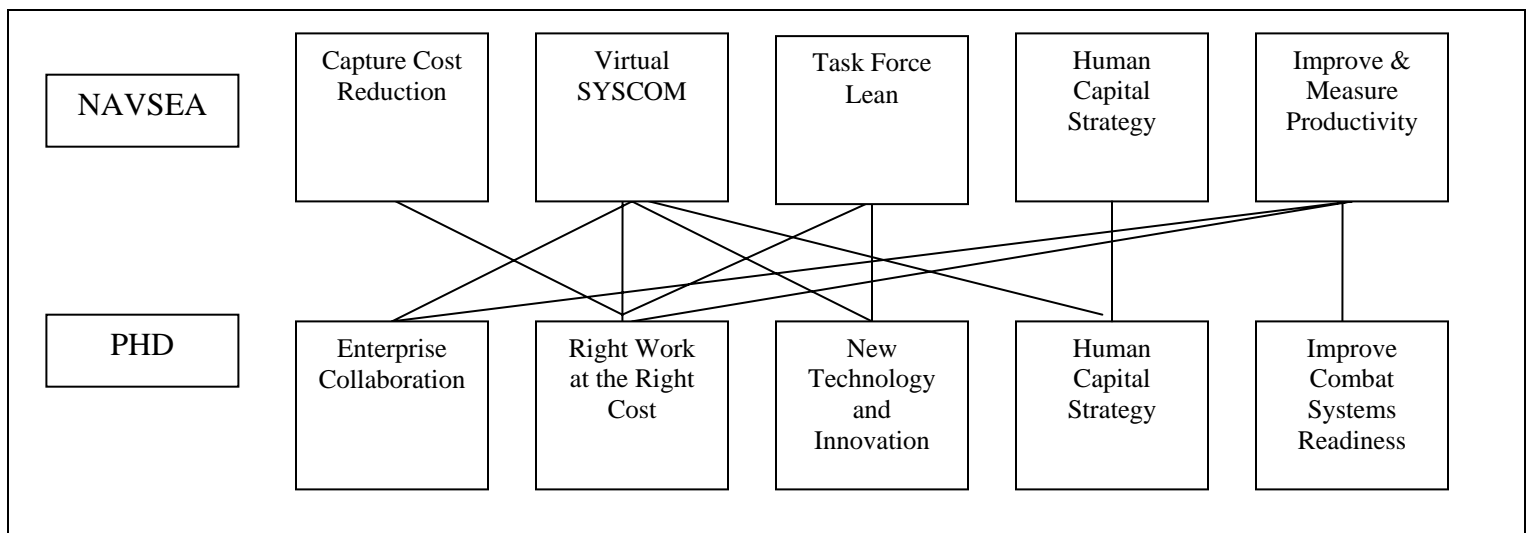 NAVSEA
Capture Cost
Reduction
Virtual
SYSCOM
Task Force
Lean
Human
Capital
Strategy
Improve &
Measure
Productivity
PHD
Enterprise
Collaboration
Right Work
at the Right
Cost
New
Technology
and
Innovation
Human
Capital
Strategy
Improve
Combat
Systems
Readiness